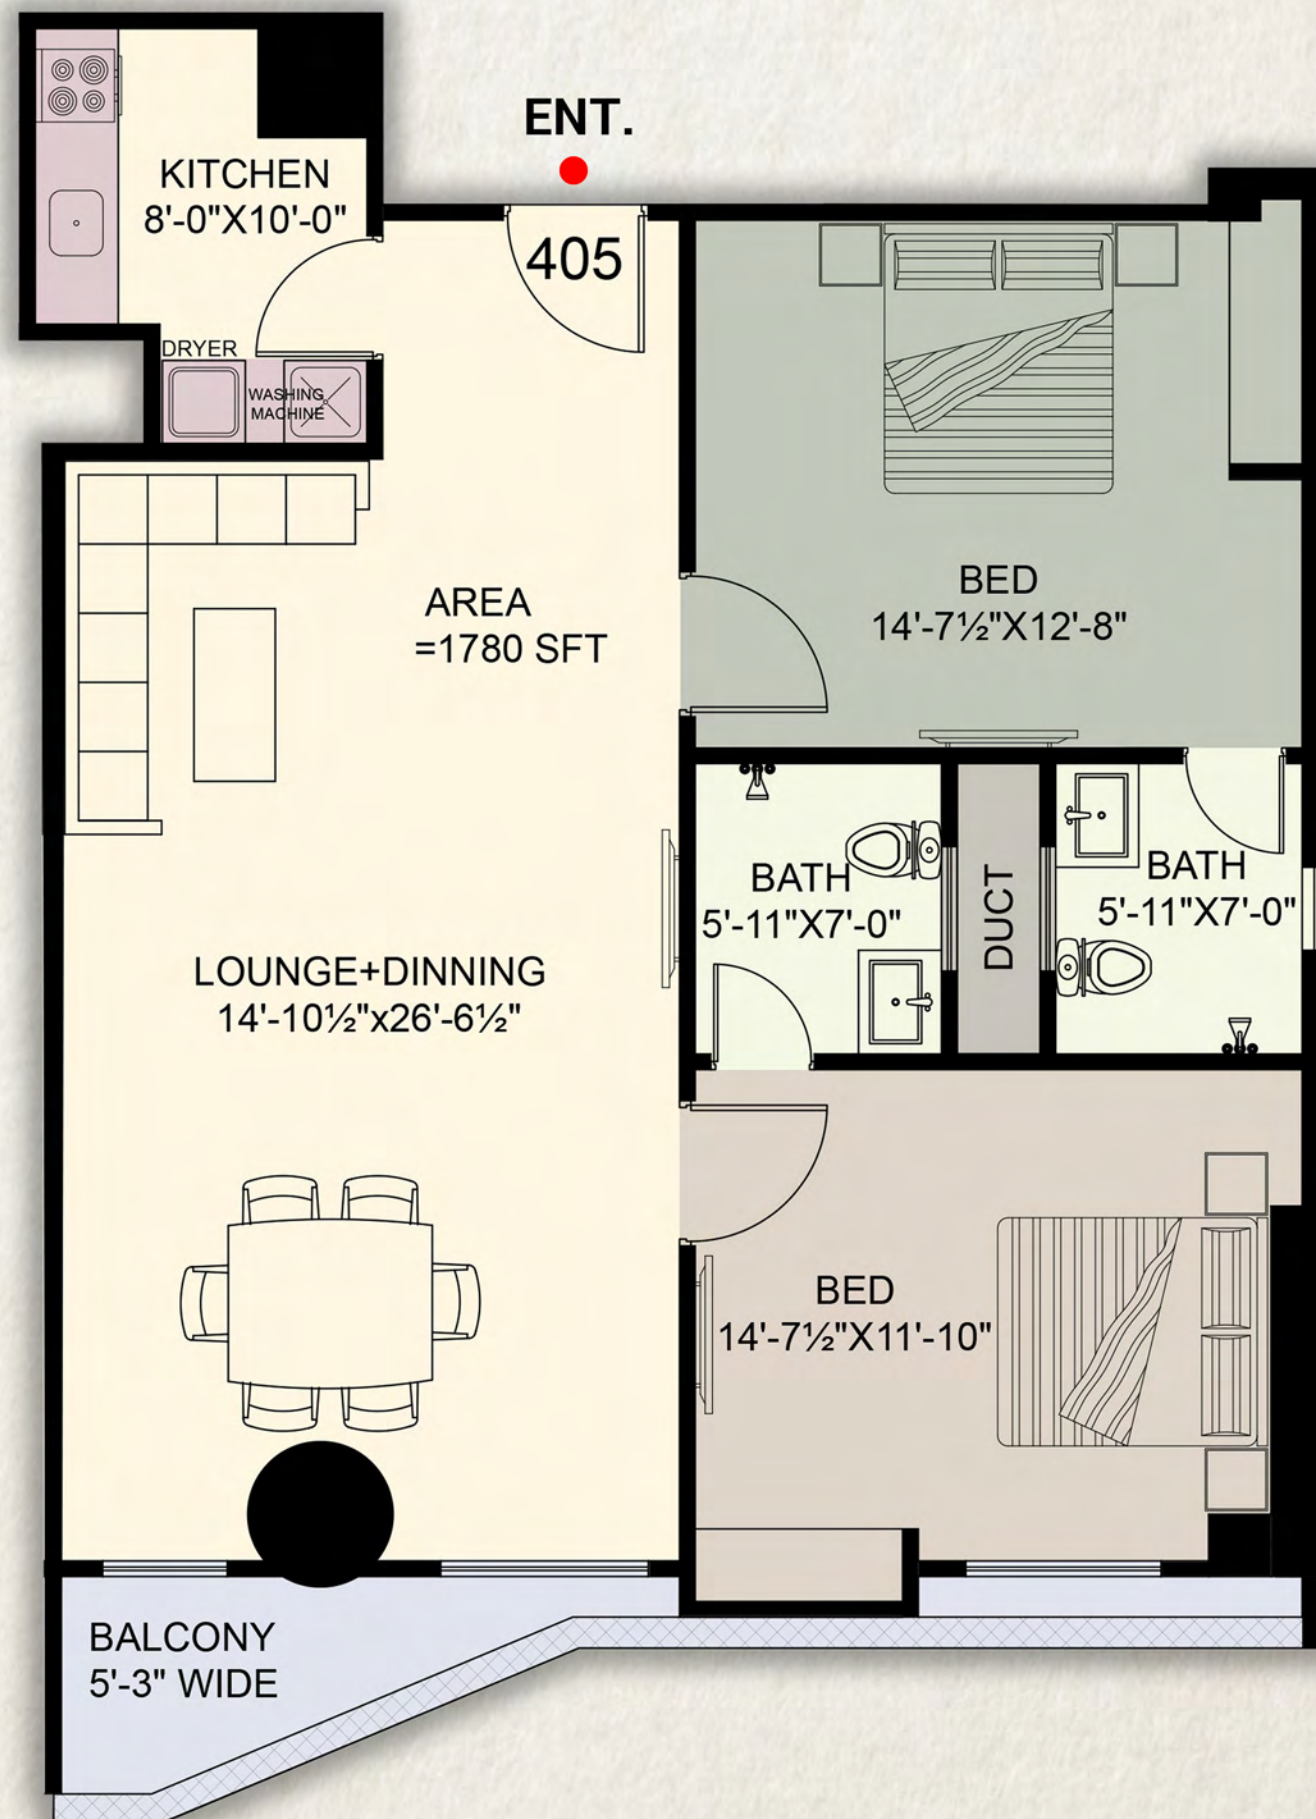 ENT.
KITCHEN
8'-0"X10'-0"
405
DRYER
WASHING
MACHINE
AREA
=1780 SFT
BED
14'-7½"X12'-8"
BATH
5'-11"X7'-0"
DUCT
BATH
5'-11"X7'-0"
LOUNGE+DINNING
14'-10½"x26'-6½"
BED
14'-7½"X11'-10"
BALCONY
5'-3" WIDE